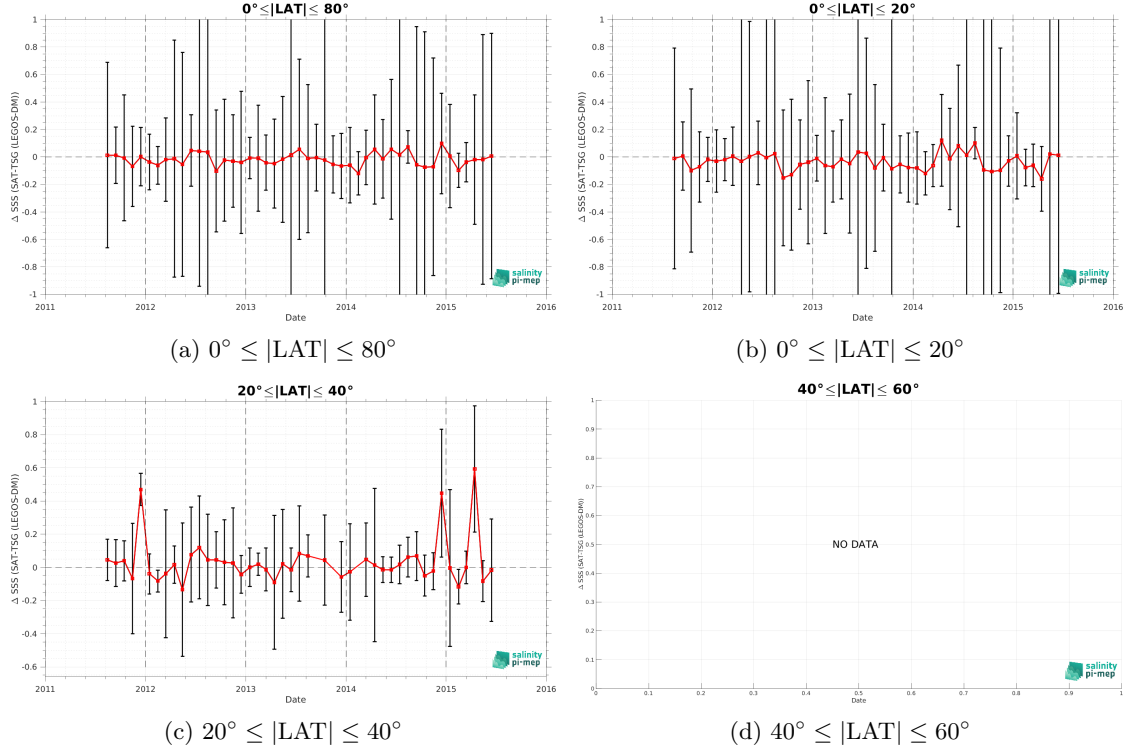 0°≤|LAT|≤ 80°
Δ SSS (SAT-TSG (LEGOS-DM))
1
0.8
0.6
0.4
0.2
0
-0.2
-0.4
-0.6
-0.8
-1
2011 2012 2013 2014 2015 2016
Date
salinity
pi-mep
(a) 0° ≤ |LAT| ≤ 80°
0°≤|LAT|≤ 20°
Δ SSS (SAT-TSG (LEGOS-DM))
1
0.8
0.6
0.4
0.2
0
-0.2
-0.4
-0.6
-0.8
-1
2011 2012 2013 2014 2015 2016
Date
salinity
pi-mep
(b) 0° ≤ |LAT| ≤ 20°
20°≤|LAT|≤ 40°
Δ SSS (SAT-TSG (LEGOS-DM))
1
0.8
0.6
0.4
0.2
0
-0.2
-0.4
-0.6
2011 2012 2013 2014 2015 2016
Date
salinity
pi-mep
(c) 20° ≤ |LAT| ≤ 40°
40°≤|LAT|≤ 60°
Δ SSS (SAT-TSG (LEGOS-DM))
1
0.9
0.8
0.7
0.6
0.5
0.4
0.3
0.2
0.1
0
NO DATA
0 0.1 0.2 0.3 0.4 0.5 0.6 0.7 0.8 0.9 1
Date
salinity
pi-mep
(d) 40° ≤ |LAT| ≤ 60°